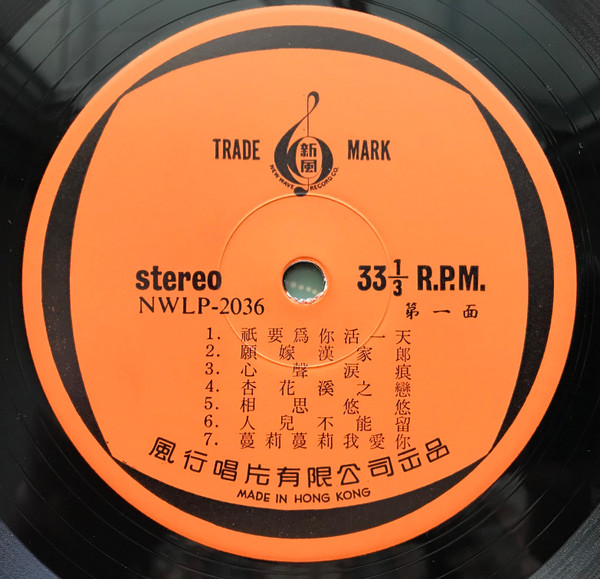 TRADE MARK
新風
NEW WAVE RECORD CO.
stereo 33 1/3 R.P.M.
NWLP-2036 第一面
1. 祇要爲你活一天
2. 願嫁漢家郎
3. 心聲淚痕
4. 杏花溪之戀
5. 相思悠悠
6. 人兒不能留
7. 蔓莉蔓莉我愛你
風行唱片有限公司出品
MADE IN HONG KONG